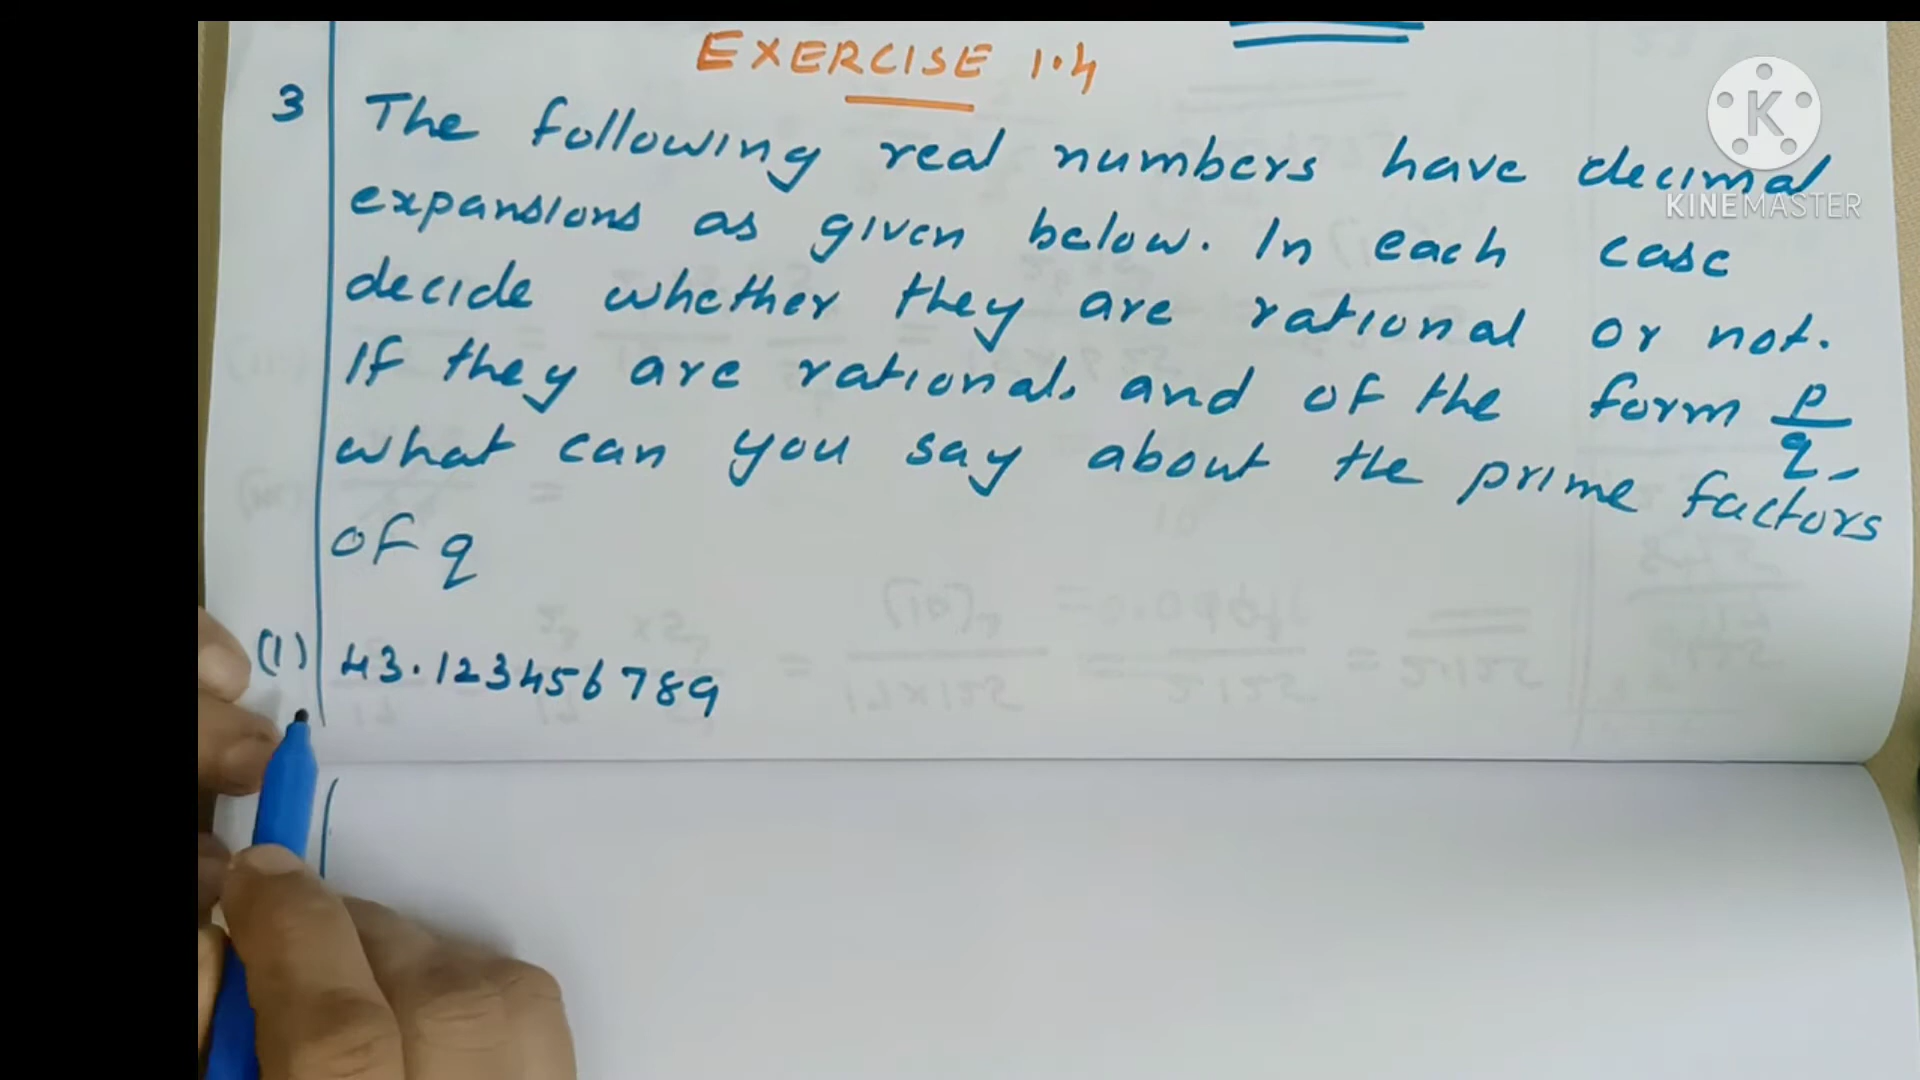 EXERCISE 1.4
3 The following real numbers have decimal
expansions as given below. In each case
decide whether they are rational or not.
If they are rational, and of the form p/q,
what can you say about the prime factors
of q
(1) 43.123456789
K
KINEMASTER